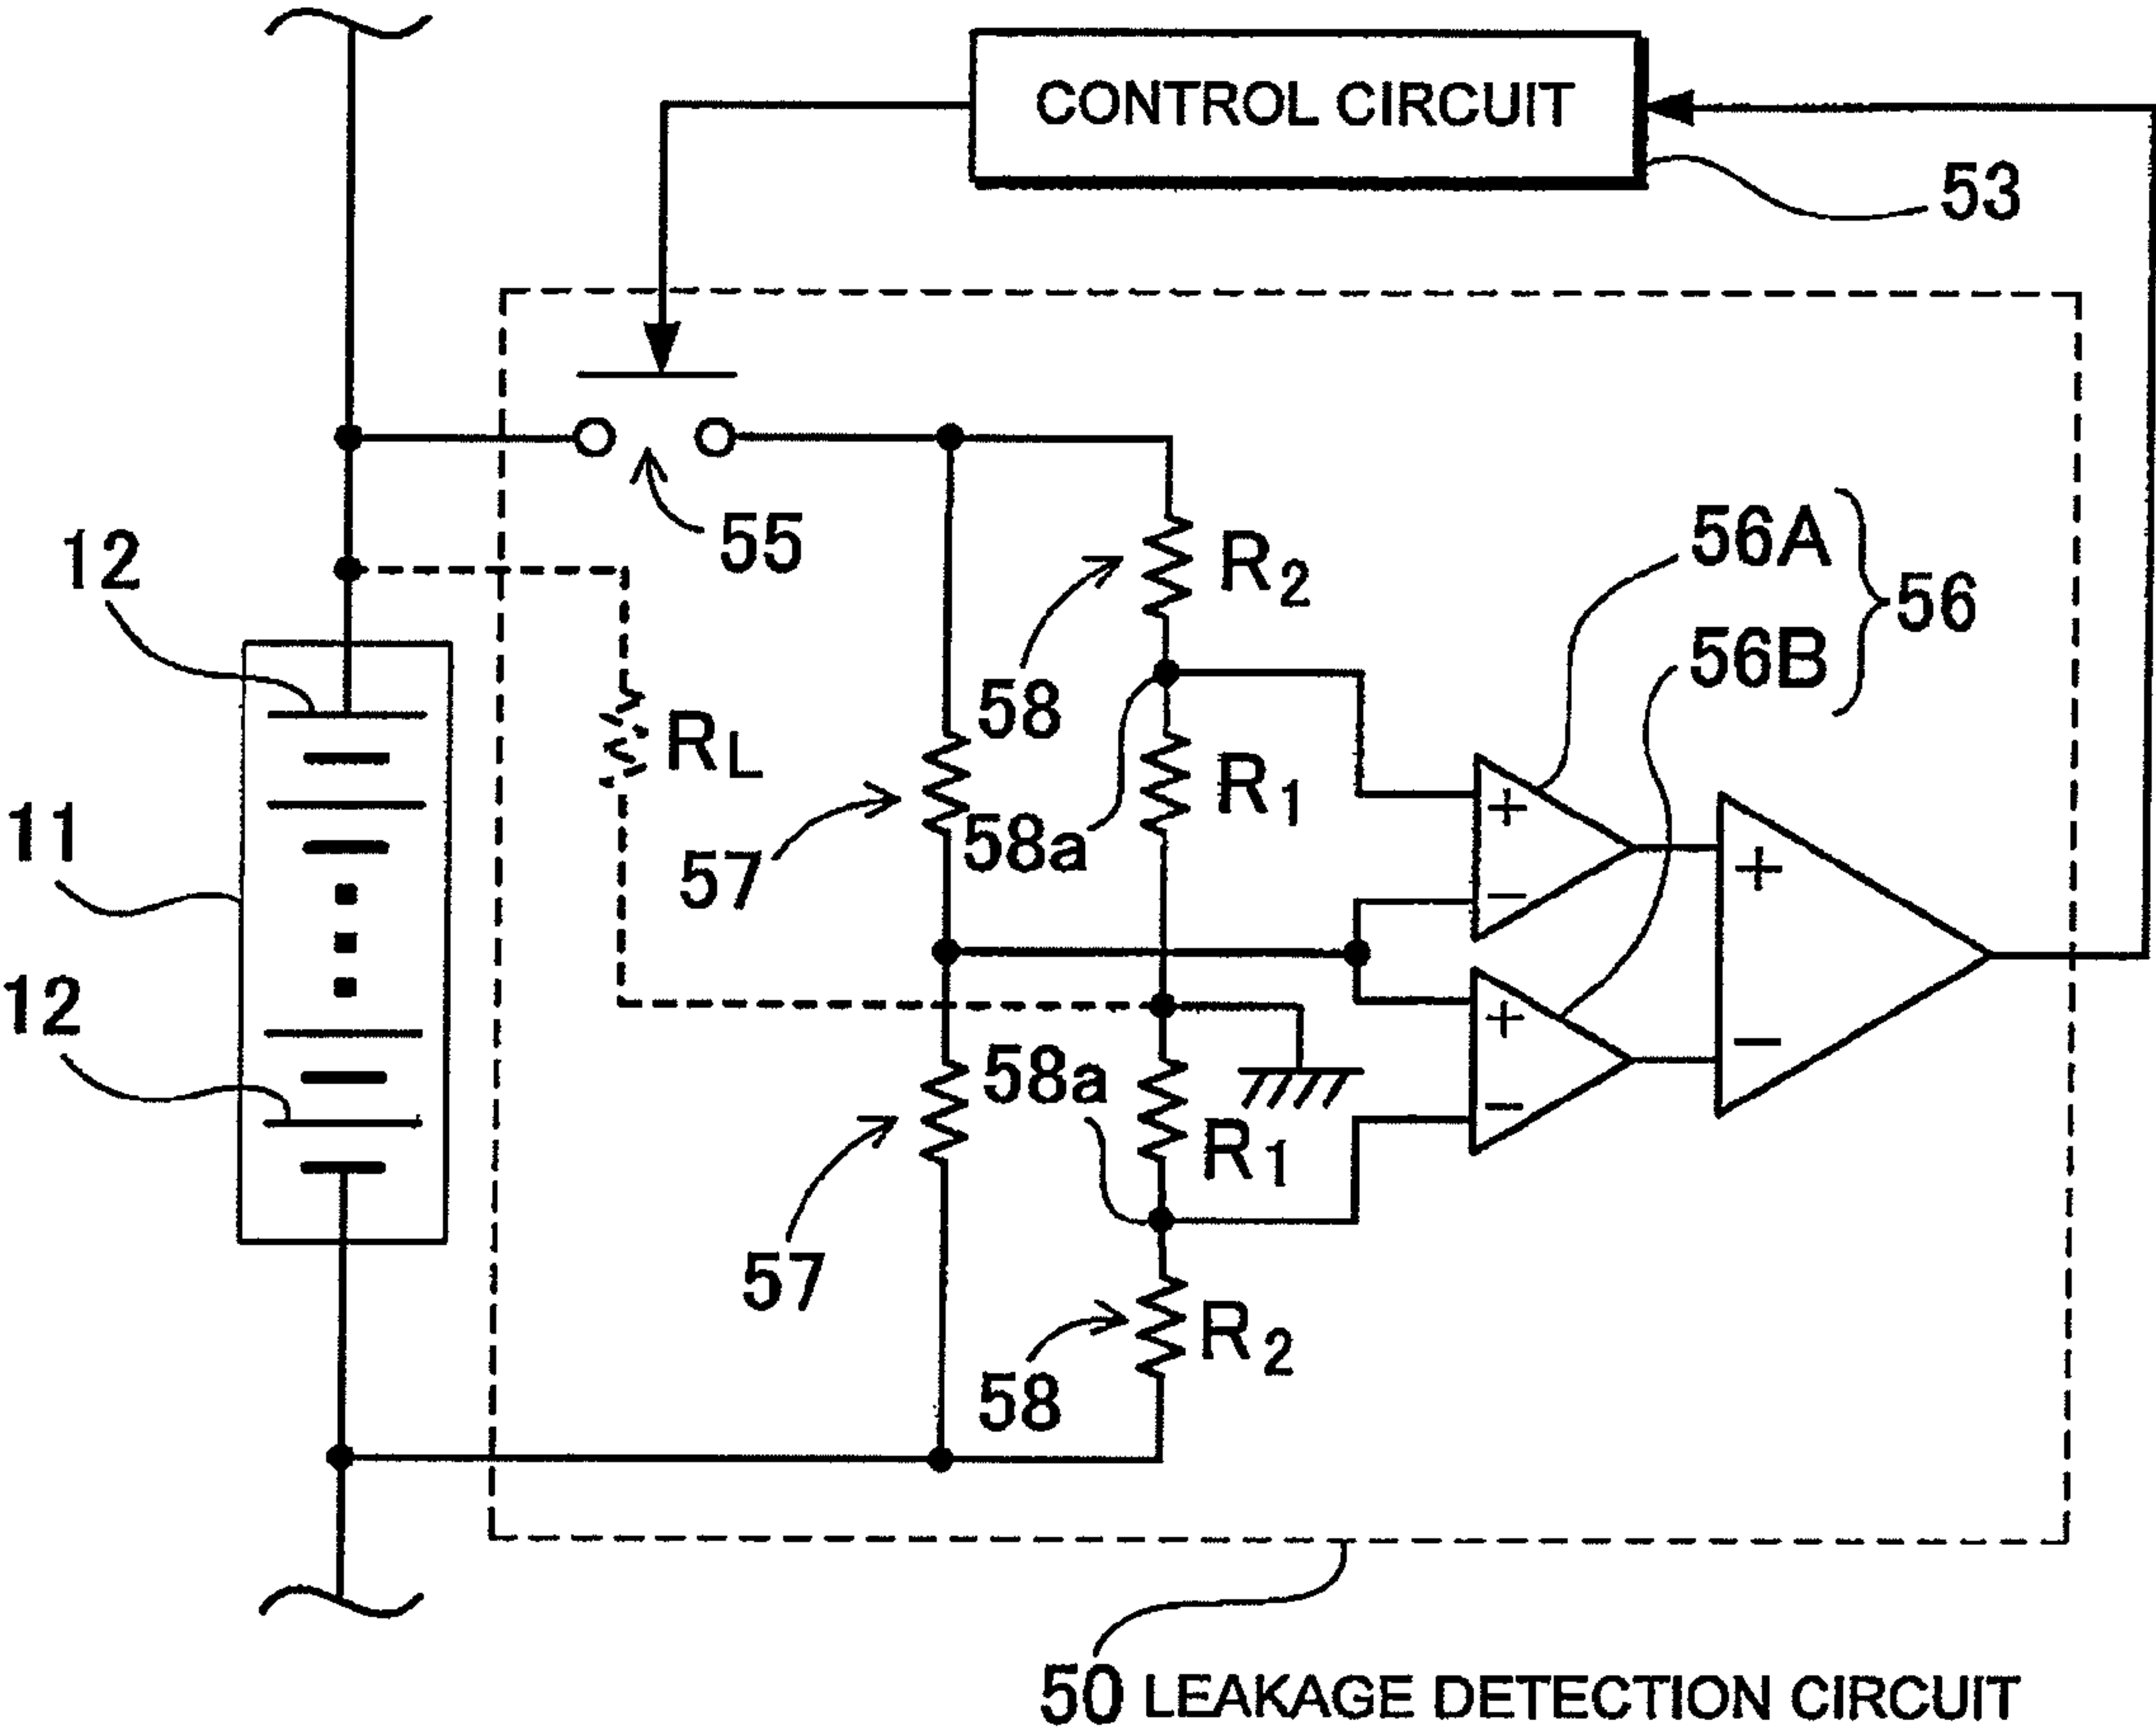 CONTROL CIRCUIT
53
55
12
R2
56A
56
56B
58
RL
R1
58a
11
57
12
+
−
+
−
+
−
58a
R1
57
R2
58
50 LEAKAGE DETECTION CIRCUIT